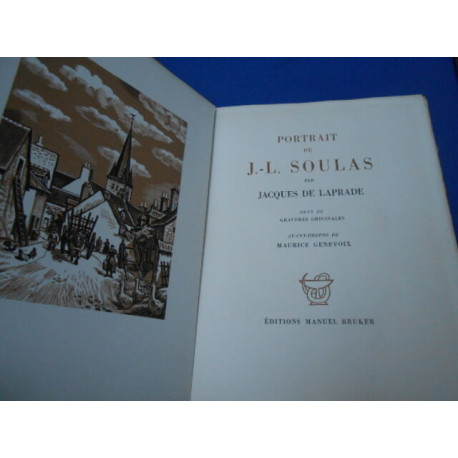 PORTRAIT
DE
J.-L. SOULAS
PAR
JACQUES DE LAPRADE
ORNÉ DE
GRAVURES ORIGINALES
AVANT-PROPOS DE
MAURICE GENEVOIX
ÉDITIONS MANUEL BRUKER